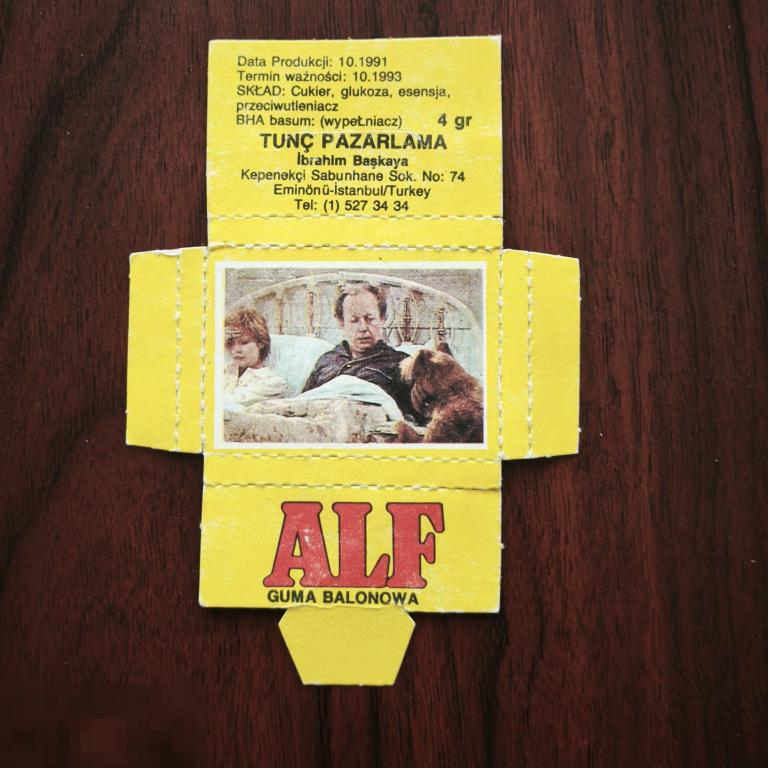 Data Produkcji: 10.1991
Termin ważności: 10.1993
SKŁAD: Cukier, glukoza, esensja,
przeciwutleniacz
BHA basum: (wypełniacz) 4 gr
TUNÇ PAZARLAMA
İbrahim Başkaya
Kepenekçi Sabunhane Sok. No: 74
Eminönü-İstanbul/Turkey
Tel: (1) 527 34 34
ALF
GUMA BALONOWA